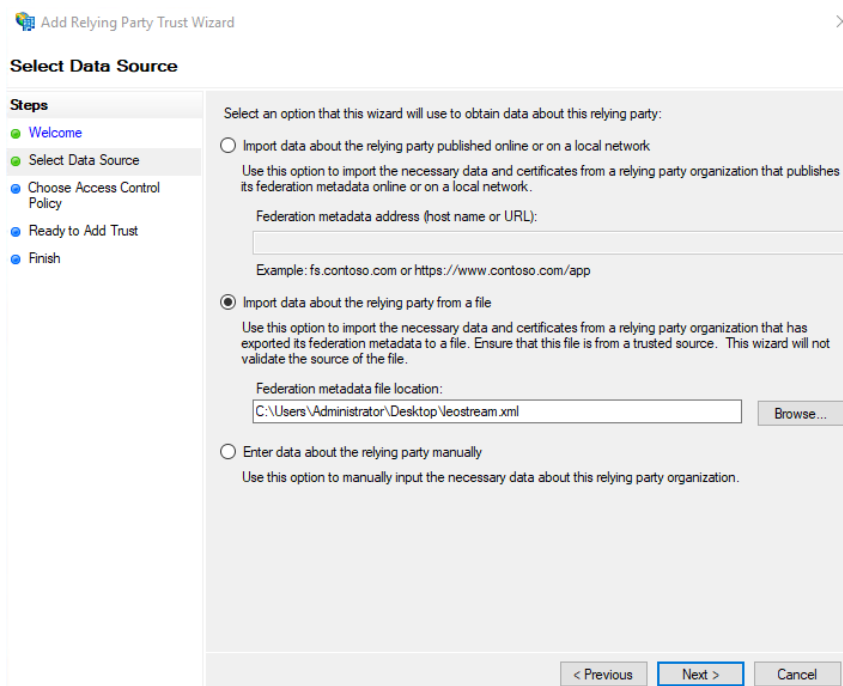 Add Relying Party Trust Wizard
Select Data Source
Steps
Welcome
Select Data Source
Choose Access Control
Policy
Ready to Add Trust
Finish
Select an option that this wizard will use to obtain data about this relying party:
Import data about the relying party published online or on a local network
Use this option to import the necessary data and certificates from a relying party organization that publishes
its federation metadata online or on a local network.
Federation metadata address (host name or URL):
Example: fs.contoso.com or https://www.contoso.com/app
Import data about the relying party from a file
Use this option to import the necessary data and certificates from a relying party organization that has
exported its federation metadata to a file. Ensure that this file is from a trusted source.  This wizard will not
validate the source of the file.
Federation metadata file location:
C:\Users\Administrator\Desktop\leostream.xml
Browse...
Enter data about the relying party manually
Use this option to manually input the necessary data about this relying party organization.
< Previous
Next >
Cancel